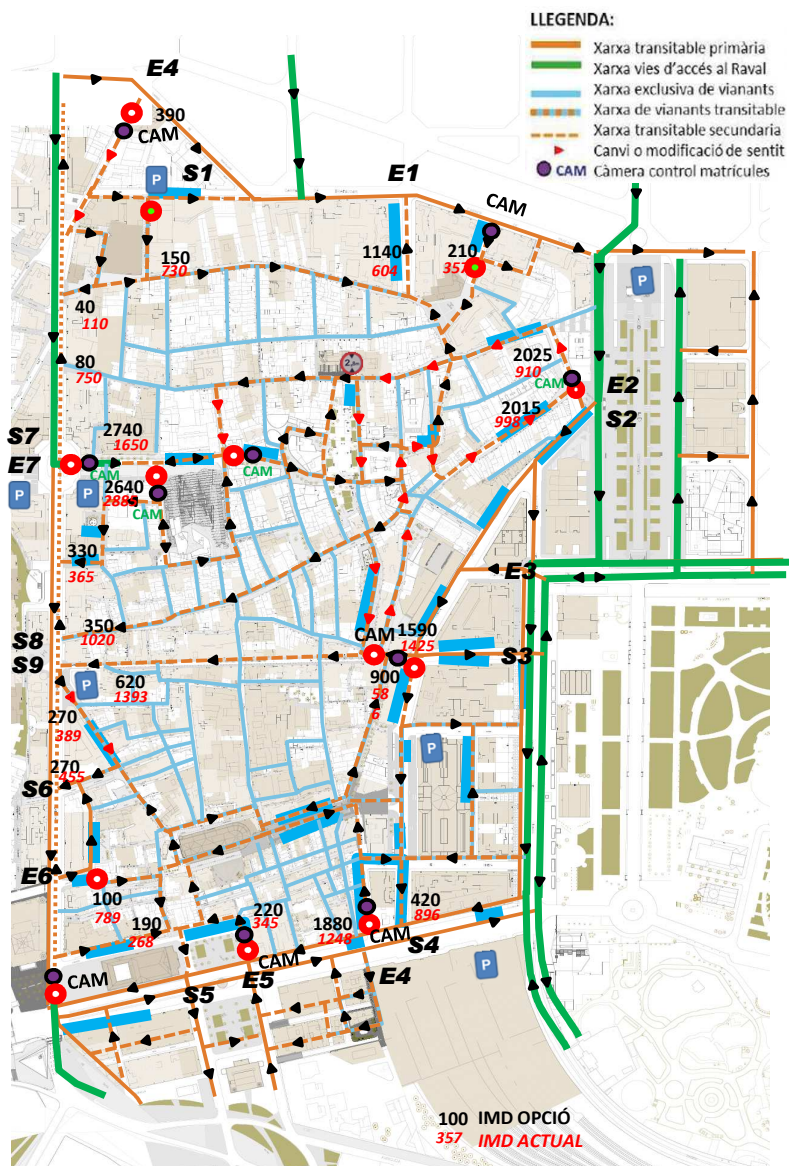 LLEGENDA:
Xarxa transitable primària
Xarxa vies d'accés al Raval
Xarxa exclusiva de vianants
Xarxa de vianants transitable
Xarxa transitable secundaria
Canvi o modificació de sentit
CAM Càmera control matrícules
E4
390
CAM
S1
P
E1
CAM
150
730
1140
604
210
357
P
40
110
80
750
2025
910
CAM
E2
2015
998
S2
S7
2740
1650
E7
CAM
CAM
P
P
2640
CAM
330
365
E3
350
1020
S8
S9
CAM
1590
1425
S3
620
1393
900
58
6
P
270
389
P
270
455
S6
E6
100
789
190
268
220
345
1880
1248
420
896
CAM
S4
CAM
CAM
E5
E4
S5
P
100 IMD OPCIÓ
357 IMD ACTUAL